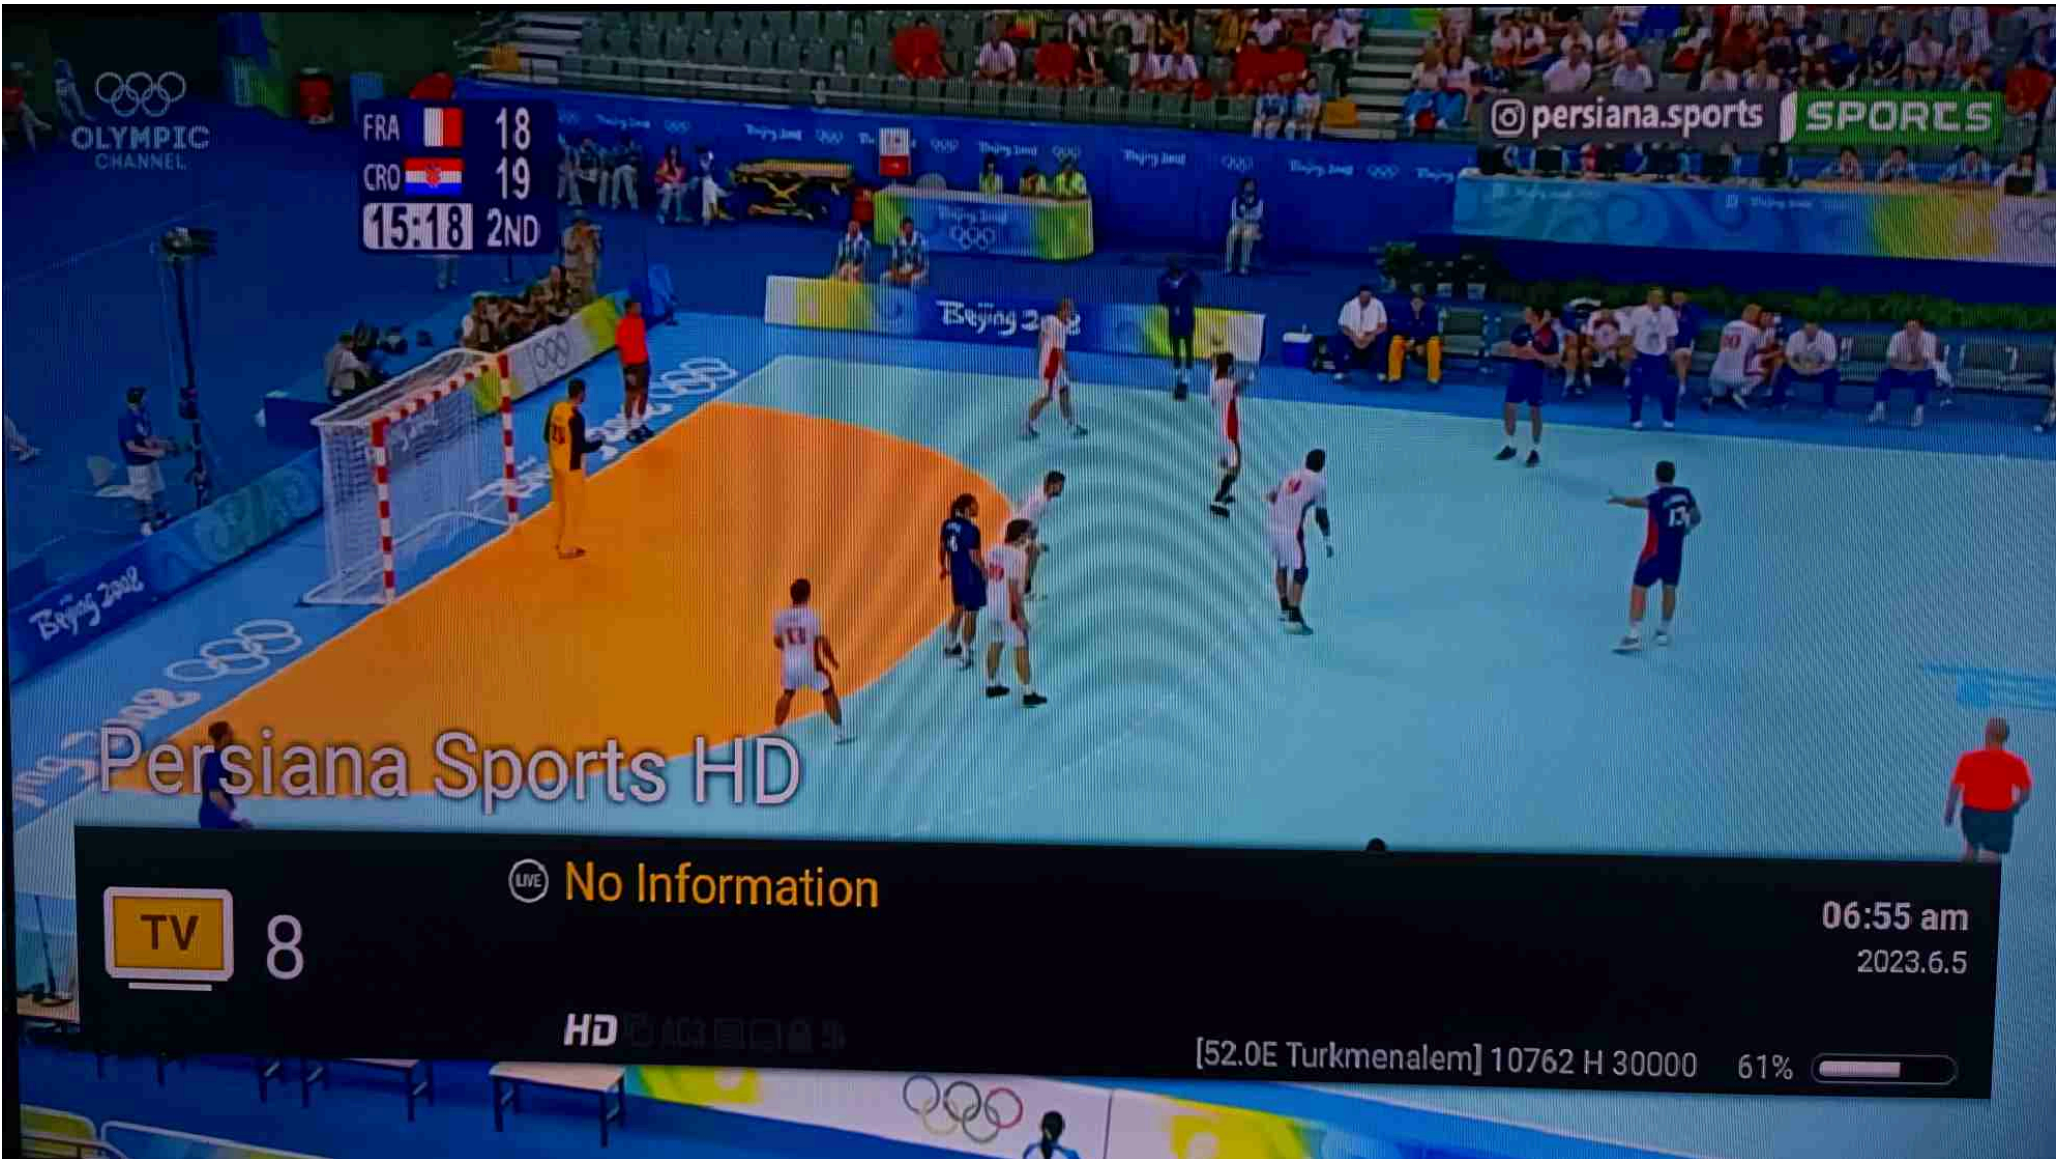 OLYMPIC
CHANNEL
FRA 18
CRO 19
15:18 2ND
persiana.sports SPORTS
Beijing 2008
Beijing 2008
Persiana Sports HD
LIVE No Information
TV 8
06:55 am
2023.6.5
HD
[52.0E Turkmenalem] 10762 H 30000 61%